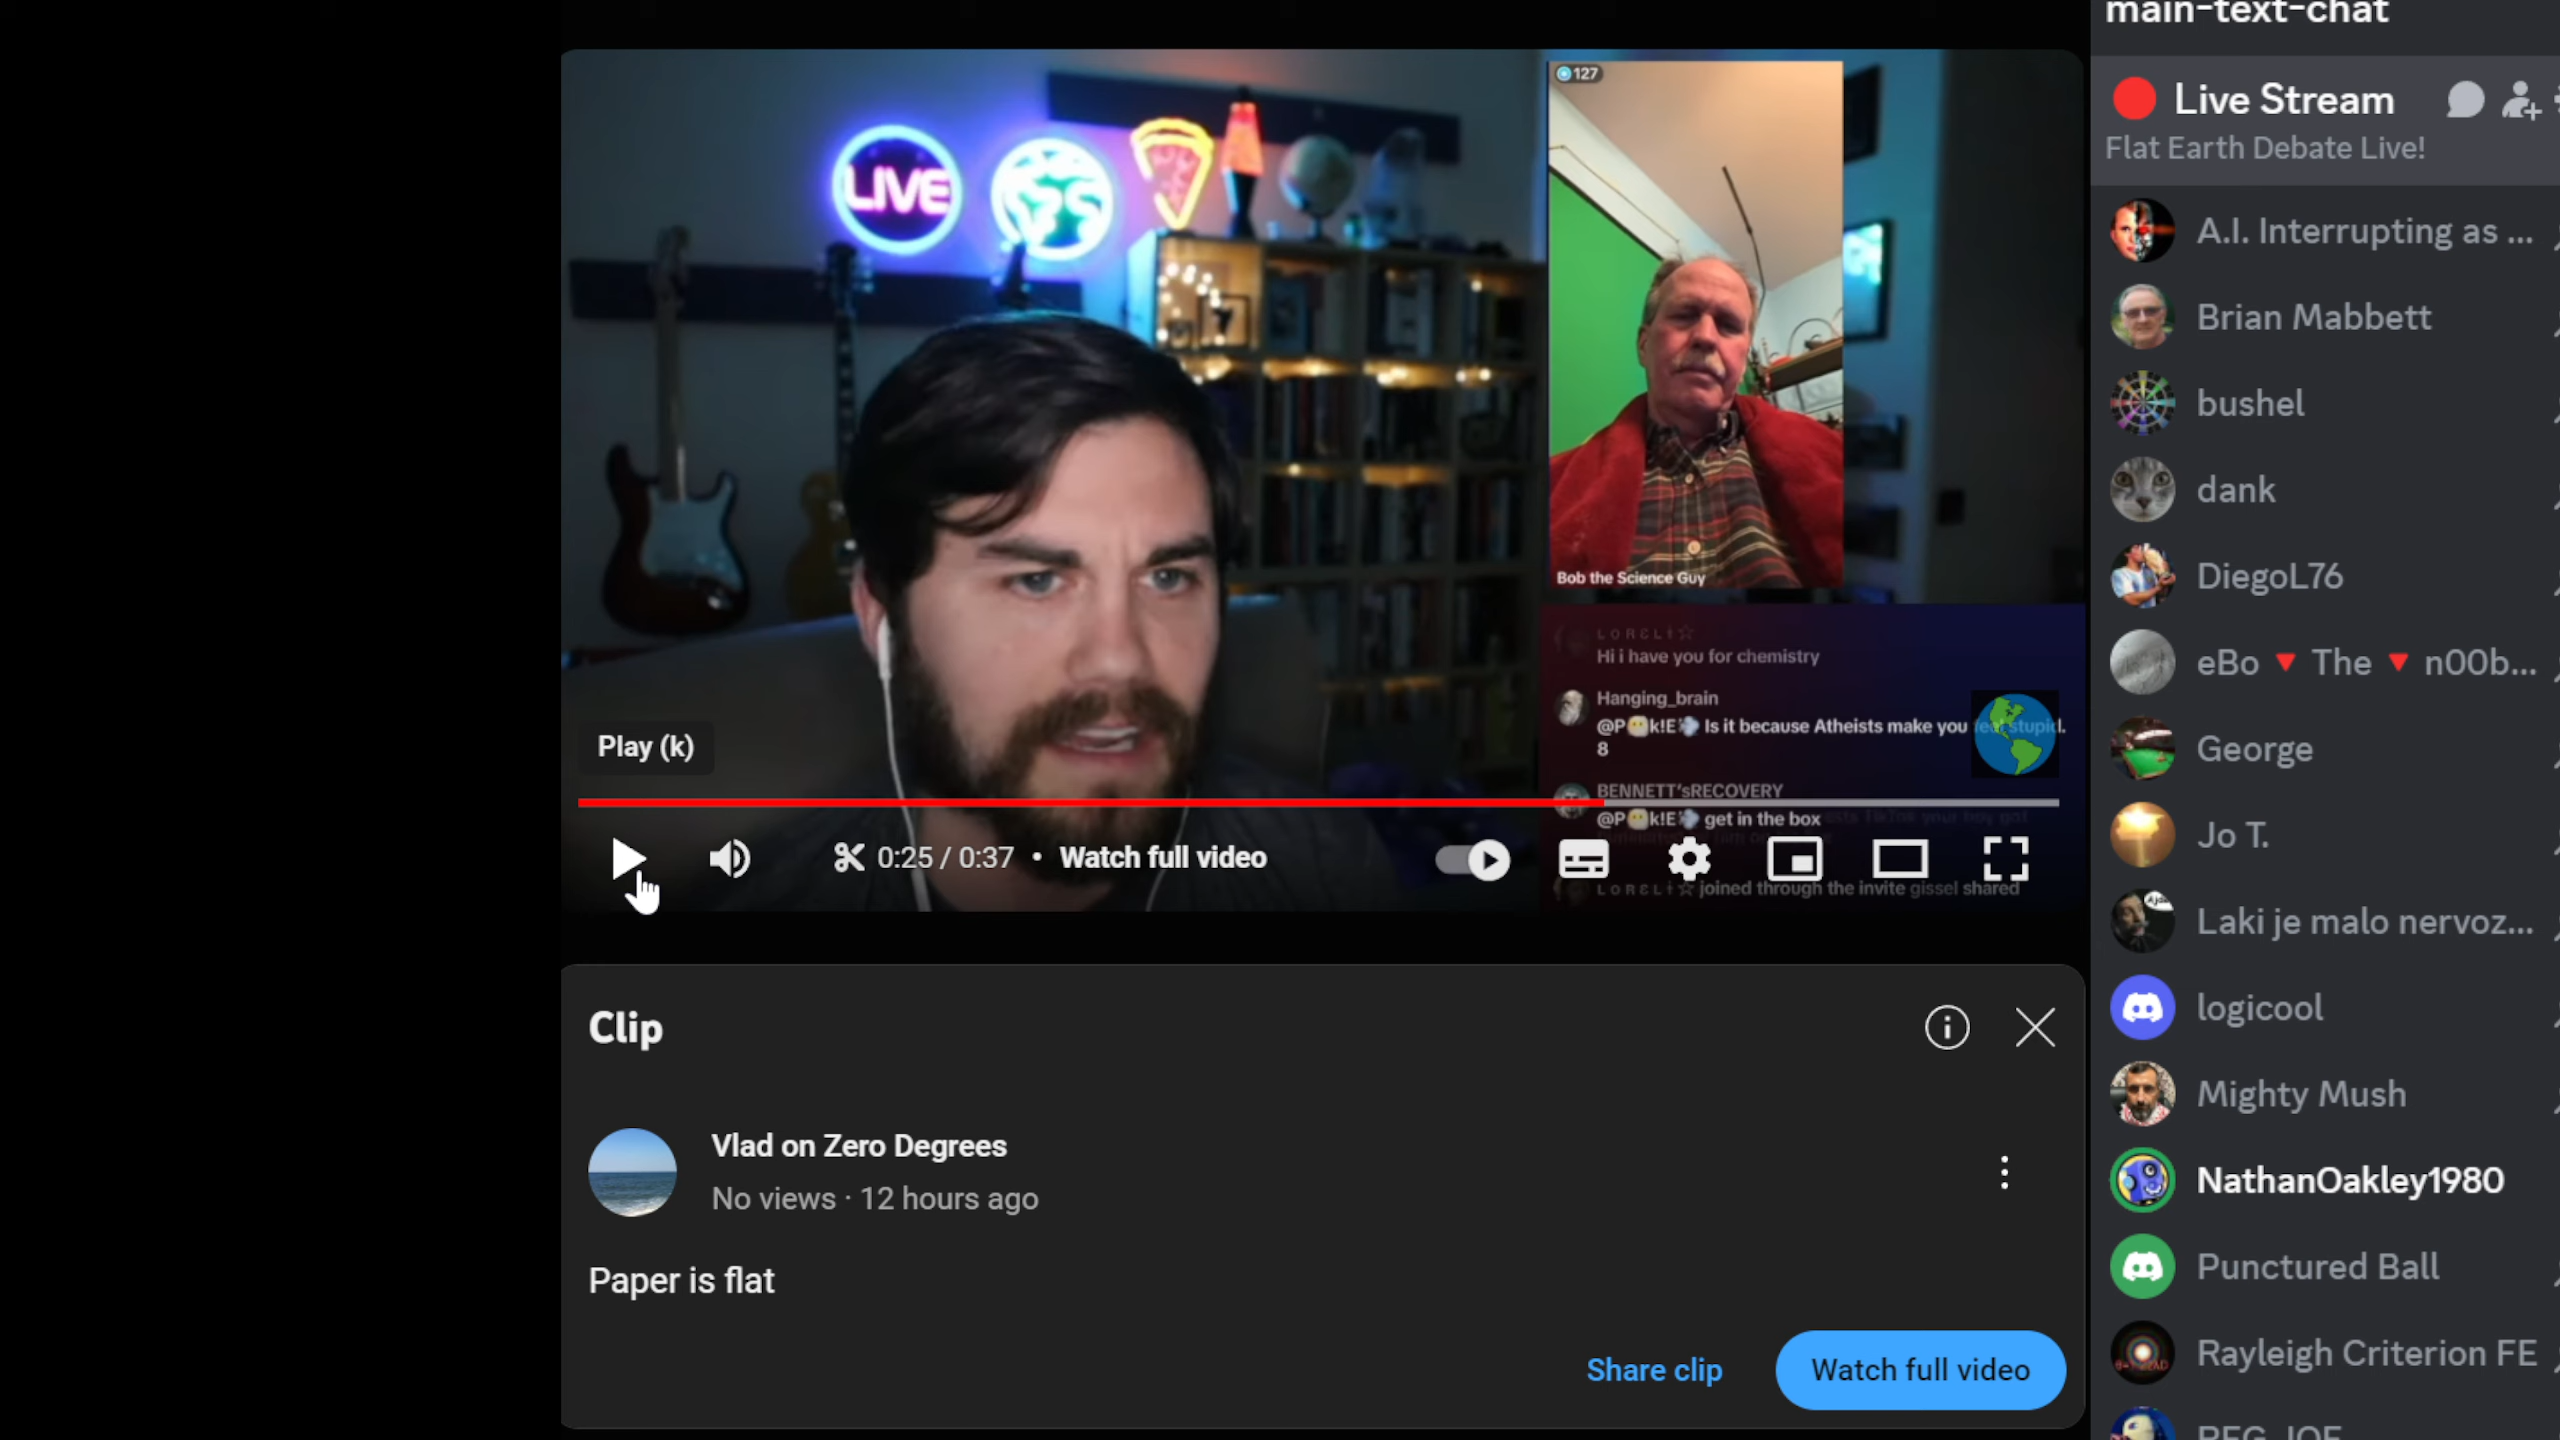 main-text-chat
Live Stream
Flat Earth Debate Live!
A.I. Interrupting as ...
Brian Mabbett
bushel
dank
DiegoL76
eBo 🔻 The 🔻 n00b...
George
Jo T.
Laki je malo nervoz...
logicool
Mighty Mush
NathanOakley1980
Punctured Ball
Rayleigh Criterion FE
LIVE
127
Bob the Science Guy
LORELI☆
Hi i have you for chemistry
Hanging_brain
@P😬k!E💨 Is it because Atheists make you feel stupid.
8
BENNETT'sRECOVERY
@P😬k!E💨 get in the box
LORELI☆ joined through the invite gissel shared
Play (k)
0:25 / 0:37 • Watch full video
Clip
Vlad on Zero Degrees
No views · 12 hours ago
Paper is flat
Share clip
Watch full video